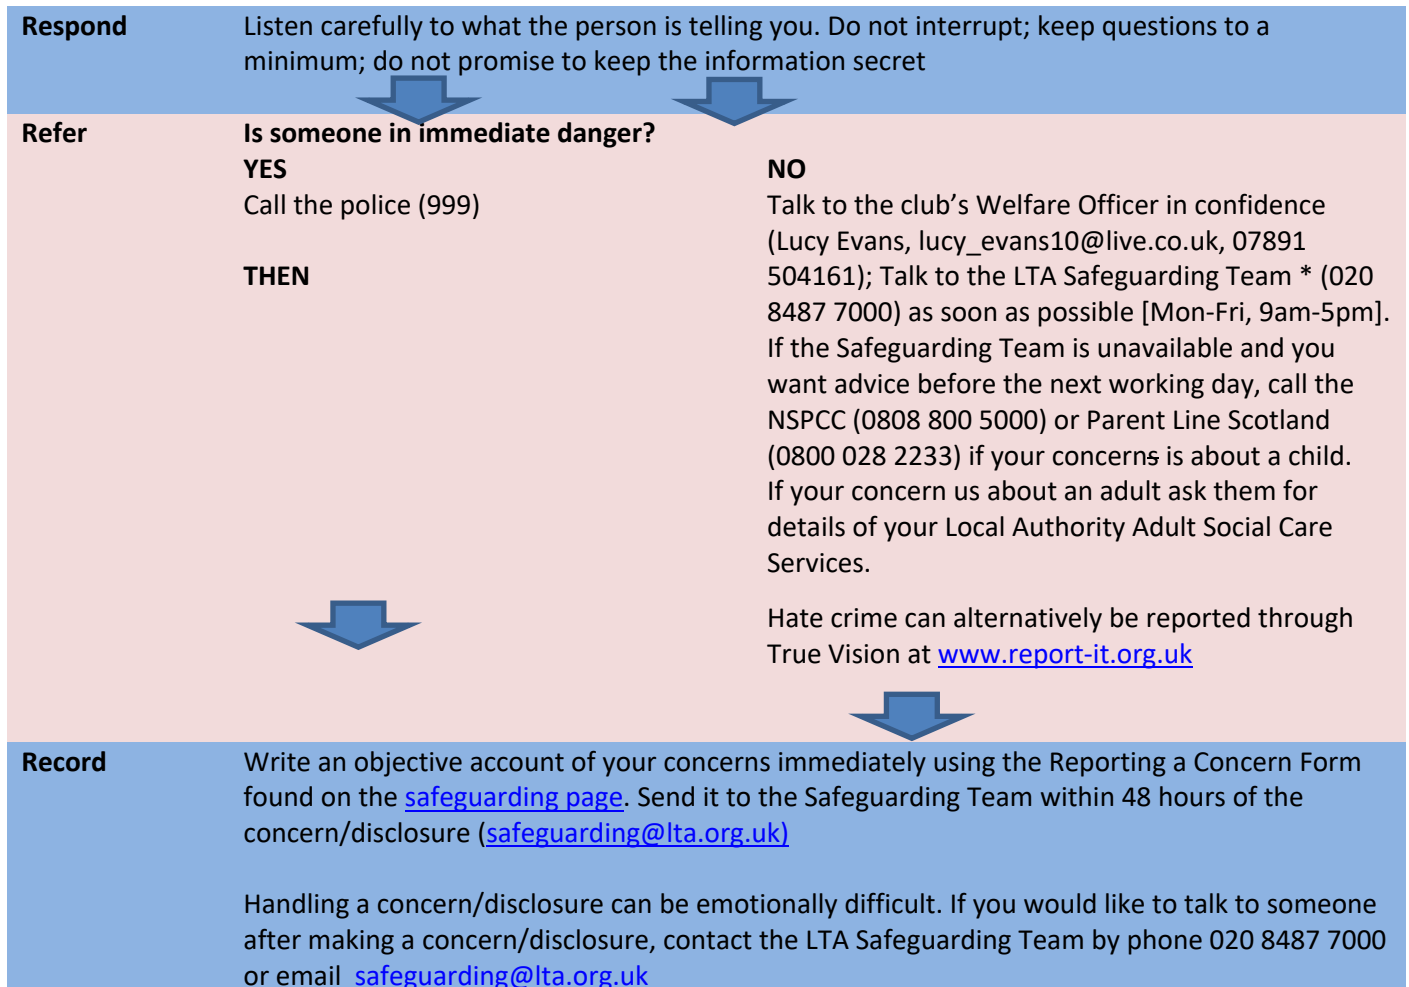 Respond
Listen carefully to what the person is telling you. Do not interrupt; keep questions to a
minimum; do not promise to keep the information secret
Refer
Is someone in immediate danger?
YES
Call the police (999)
THEN
NO
Talk to the club’s Welfare Officer in confidence
(Lucy Evans, lucy_evans10@live.co.uk, 07891
504161); Talk to the LTA Safeguarding Team * (020
8487 7000) as soon as possible [Mon-Fri, 9am-5pm].
If the Safeguarding Team is unavailable and you
want advice before the next working day, call the
NSPCC (0808 800 5000) or Parent Line Scotland
(0800 028 2233) if your concerns is about a child.
If your concern us about an adult ask them for
details of your Local Authority Adult Social Care
Services.
Hate crime can alternatively be reported through
True Vision at www.report-it.org.uk
Record
Write an objective account of your concerns immediately using the Reporting a Concern Form
found on the safeguarding page. Send it to the Safeguarding Team within 48 hours of the
concern/disclosure (safeguarding@lta.org.uk)
Handling a concern/disclosure can be emotionally difficult. If you would like to talk to someone
after making a concern/disclosure, contact the LTA Safeguarding Team by phone 020 8487 7000
or email  safeguarding@lta.org.uk